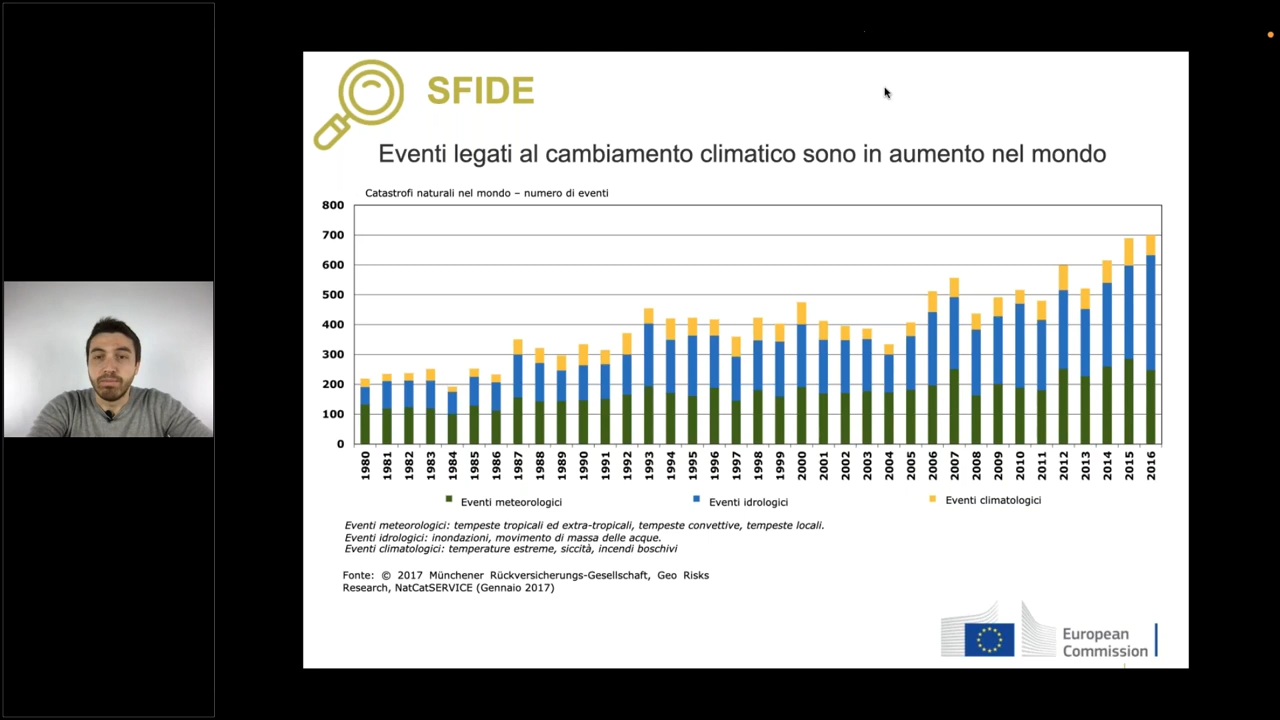 SFIDE
Eventi legati al cambiamento climatico sono in aumento nel mondo
Catastrofi naturali nel mondo – numero di eventi
800
700
600
500
400
300
200
100
0
1980 1981 1982 1983 1984 1985 1986 1987 1988 1989 1990 1991 1992 1993 1994 1995 1996 1997 1998 1999 2000 2001 2002 2003 2004 2005 2006 2007 2008 2009 2010 2011 2012 2013 2014 2015 2016
Eventi meteorologici Eventi idrologici Eventi climatologici
Eventi meteorologici: tempeste tropicali ed extra-tropicali, tempeste convettive, tempeste locali.
Eventi idrologici: inondazioni, movimento di massa delle acque.
Eventi climatologici: temperature estreme, siccità, incendi boschivi
Fonte: © 2017 Münchener Rückversicherungs-Gesellschaft, Geo Risks
Research, NatCatSERVICE (Gennaio 2017)
European
Commission